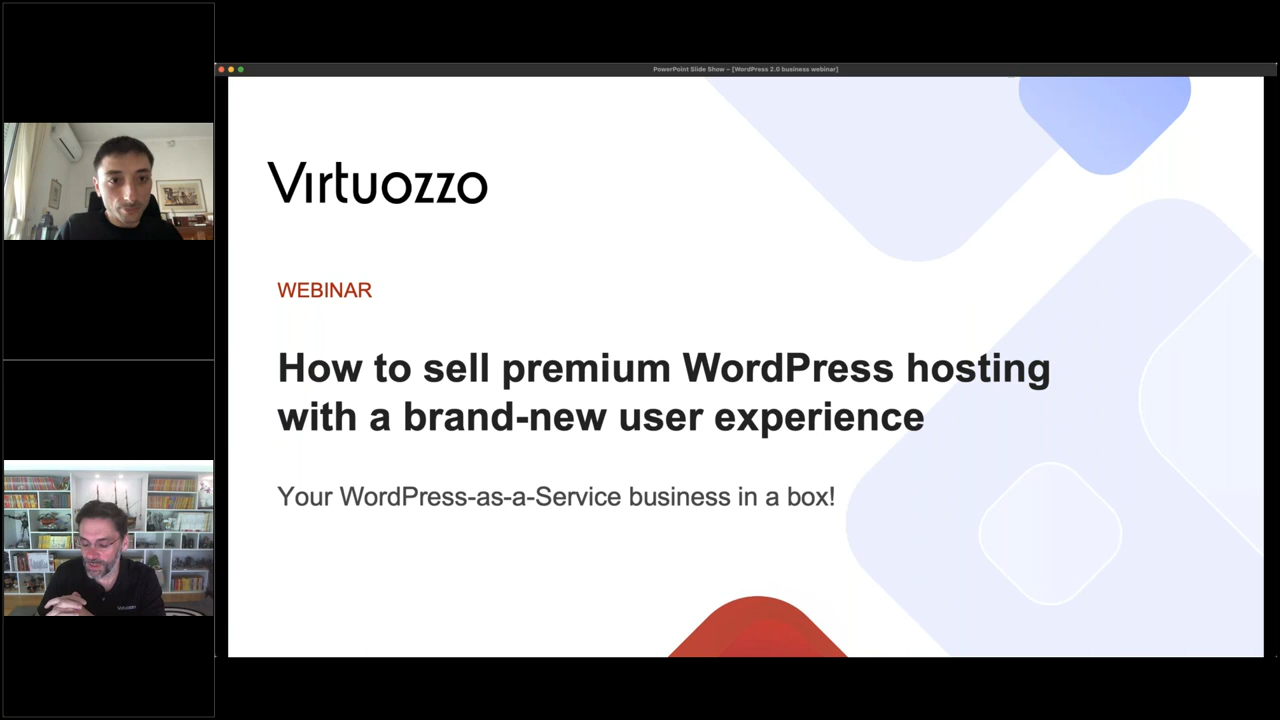 PowerPoint Slide Show – [WordPress 2.0 business webinar]
Virtuozzo
WEBINAR
How to sell premium WordPress hosting
with a brand-new user experience
Your WordPress-as-a-Service business in a box!